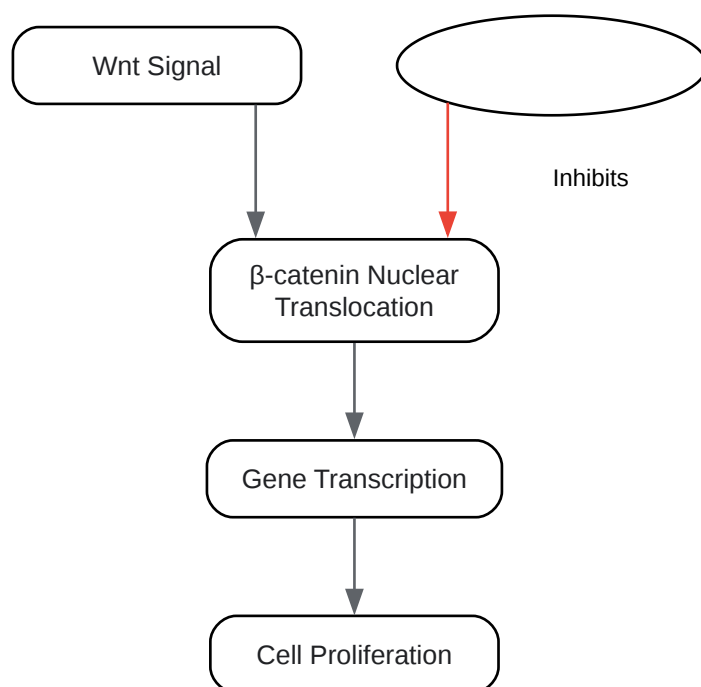 Wnt Signal
Inhibits
β-catenin Nuclear
Translocation
Gene Transcription
Cell Proliferation